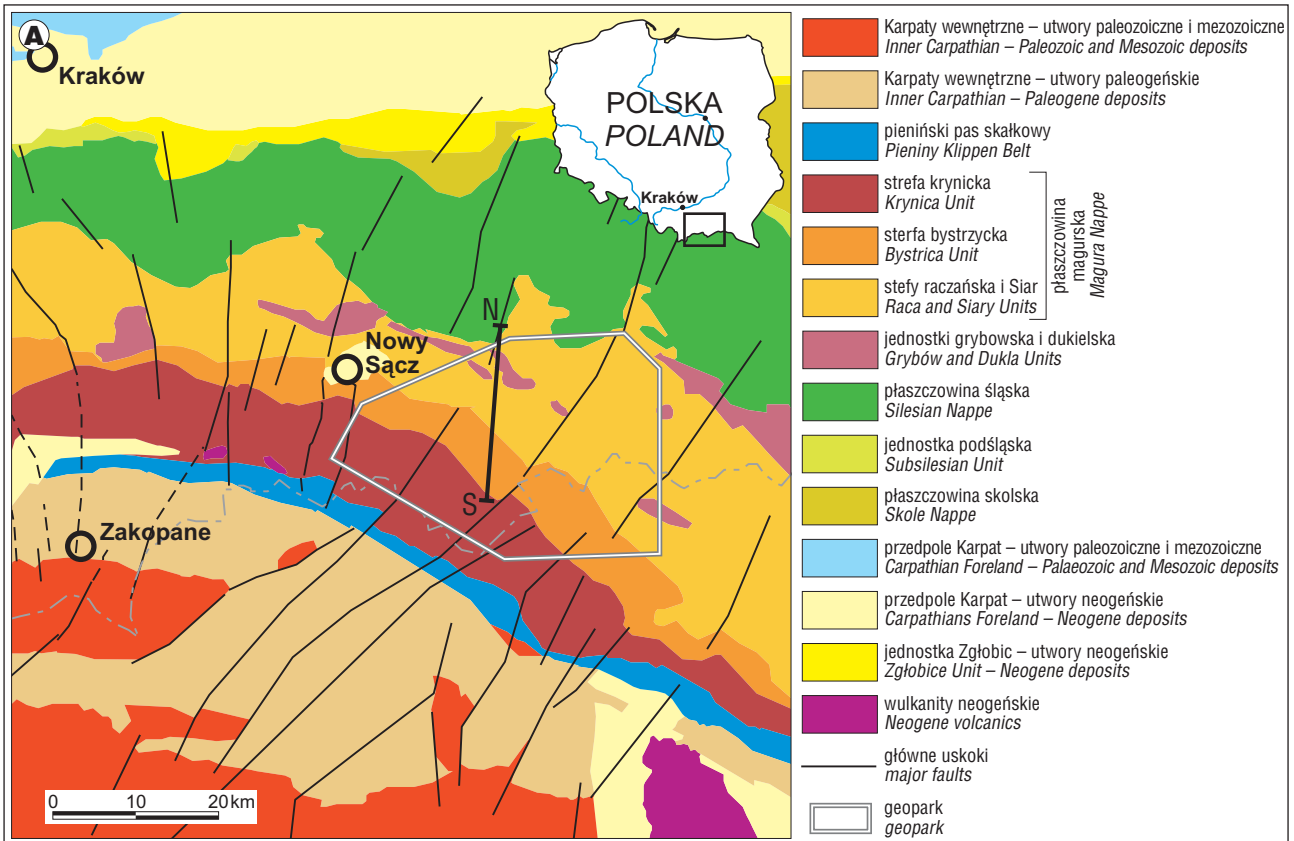 A
Kraków
POLSKA
POLAND
Kraków
Nowy
Sącz
N
S
Zakopane
0 10 20 km
Karpaty wewnętrzne – utwory paleozoiczne i mezozoiczne
Inner Carpathian – Paleozoic and Mesozoic deposits
Karpaty wewnętrzne – utwory paleogeńskie
Inner Carpathian – Paleogene deposits
pieniński pas skałkowy
Pieniny Klippen Belt
strefa krynicka
Krynica Unit
sterfa bystrzycka
Bystrica Unit
stefy raczańska i Siar
Raca and Siary Units
płaszczowina
magurska
Magura Nappe
jednostki grybowska i dukielska
Grybów and Dukla Units
płaszczowina śląska
Silesian Nappe
jednostka podśląska
Subsilesian Unit
płaszczowina skolska
Skole Nappe
przedpole Karpat – utwory paleozoiczne i mezozoiczne
Carpathian Foreland – Palaeozoic and Mesozoic deposits
przedpole Karpat – utwory neogeńskie
Carpathians Foreland – Neogene deposits
jednostka Zgłobic – utwory neogeńskie
Zgłobice Unit – Neogene deposits
wulkanity neogeńskie
Neogene volcanics
główne uskoki
major faults
geopark
geopark